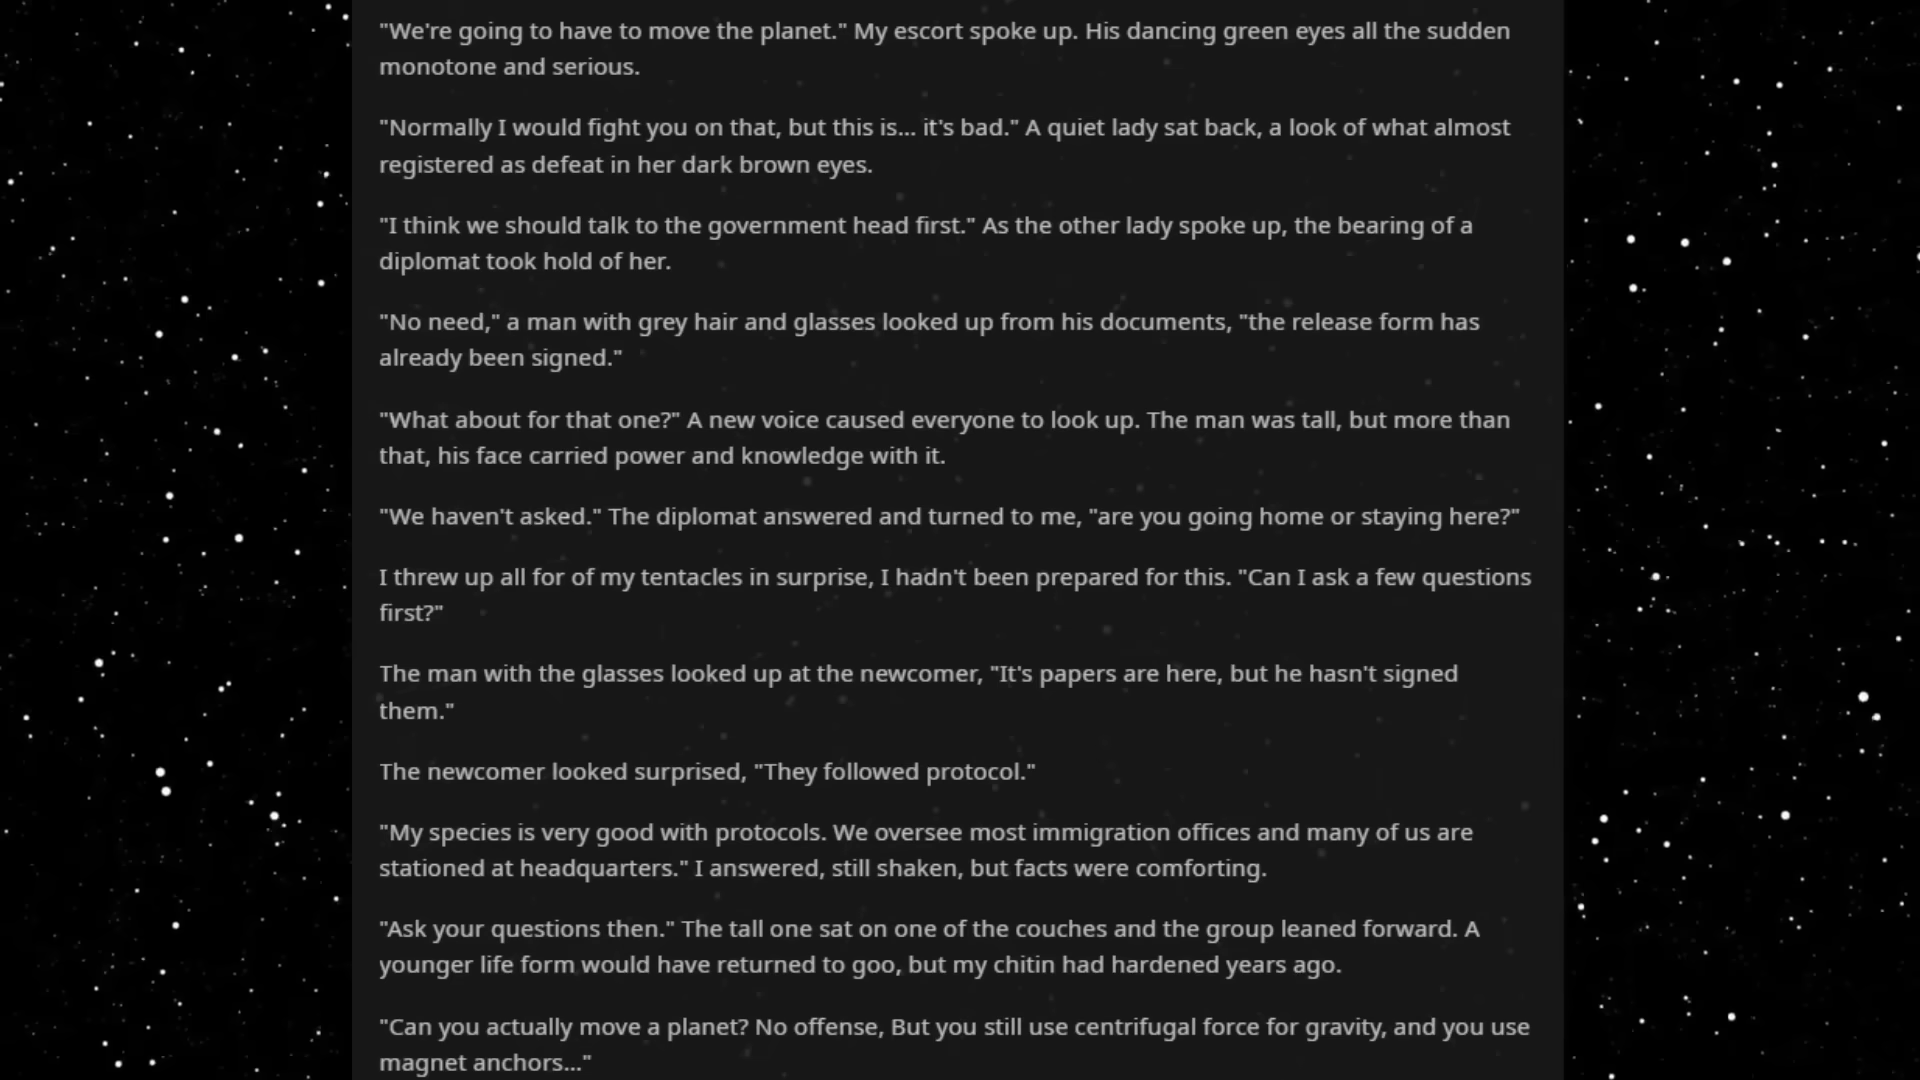 "We're going to have to move the planet." My escort spoke up. His dancing green eyes all the sudden
monotone and serious.
"Normally I would fight you on that, but this is... it's bad." A quiet lady sat back, a look of what almost
registered as defeat in her dark brown eyes.
"I think we should talk to the government head first." As the other lady spoke up, the bearing of a
diplomat took hold of her.
"No need," a man with grey hair and glasses looked up from his documents, "the release form has
already been signed."
"What about for that one?" A new voice caused everyone to look up. The man was tall, but more than
that, his face carried power and knowledge with it.
"We haven't asked." The diplomat answered and turned to me, "are you going home or staying here?"
I threw up all for of my tentacles in surprise, I hadn't been prepared for this. "Can I ask a few questions
first?"
The man with the glasses looked up at the newcomer, "It's papers are here, but he hasn't signed
them."
The newcomer looked surprised, "They followed protocol."
"My species is very good with protocols. We oversee most immigration offices and many of us are
stationed at headquarters." I answered, still shaken, but facts were comforting.
"Ask your questions then." The tall one sat on one of the couches and the group leaned forward. A
younger life form would have returned to goo, but my chitin had hardened years ago.
"Can you actually move a planet? No offense, But you still use centrifugal force for gravity, and you use
magnet anchors..."